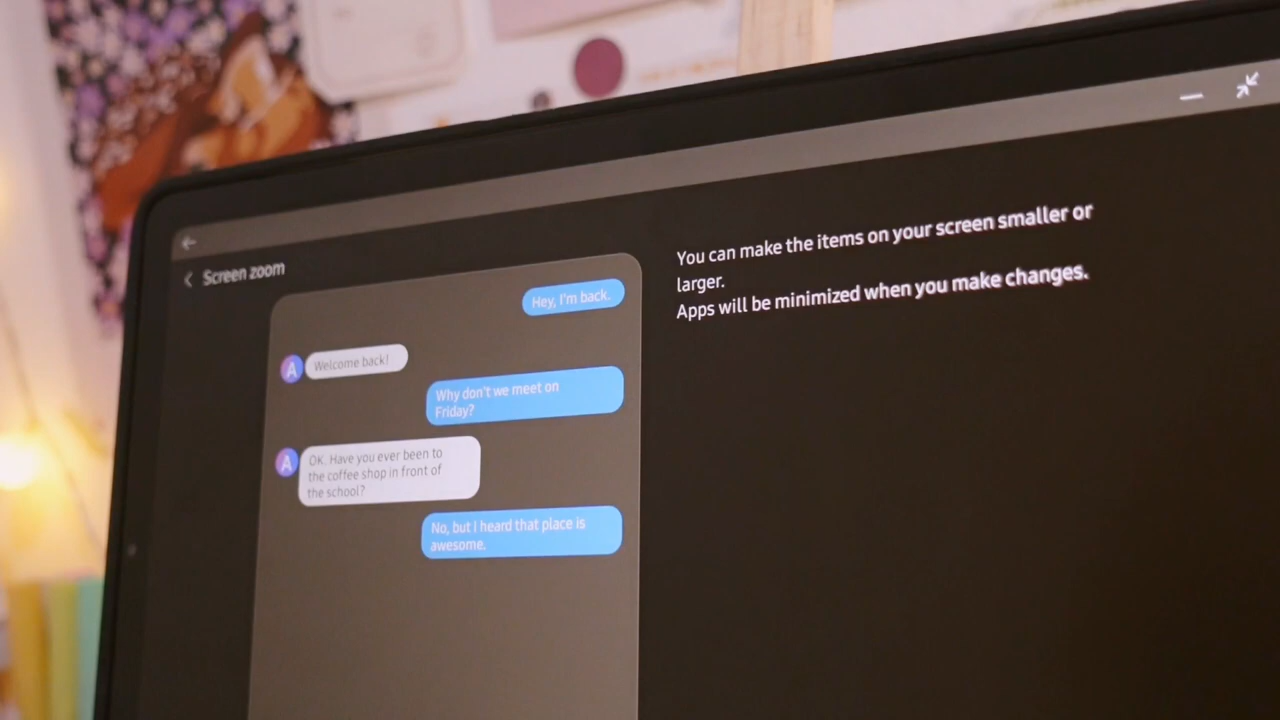 Screen zoom
Hey, I'm back.
A
Welcome back!
Why don't we meet on
Friday?
A
OK. Have you ever been to
the coffee shop in front of
the school?
No, but I heard that place is
awesome.
You can make the items on your screen smaller or
larger.
Apps will be minimized when you make changes.